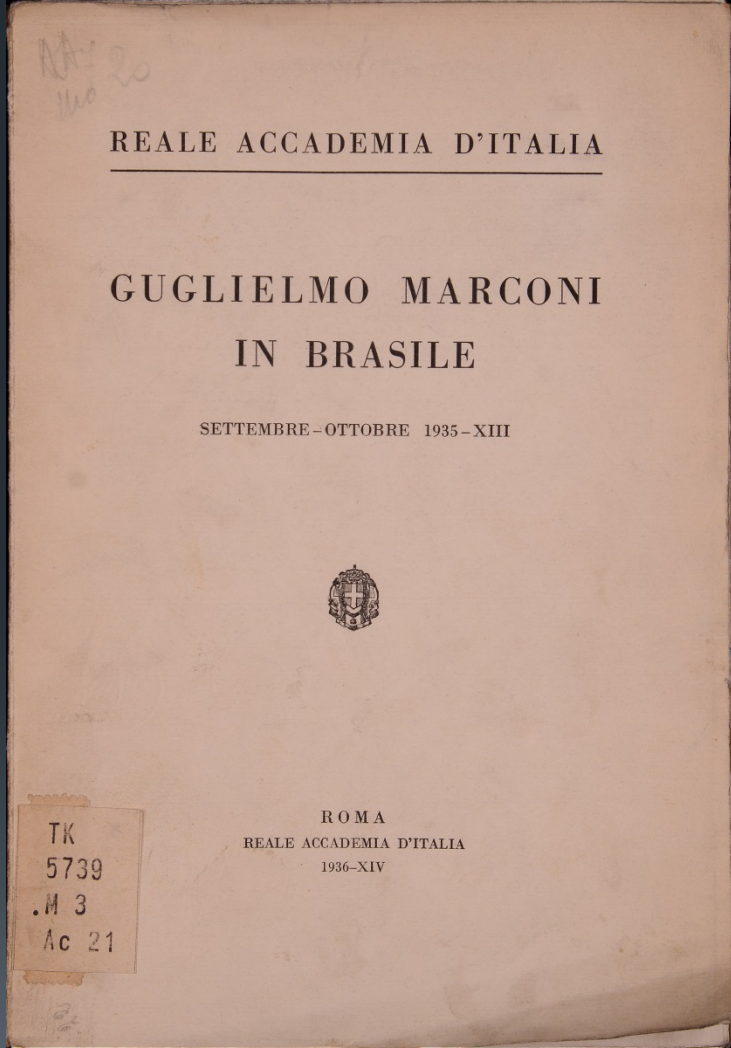 REALE ACCADEMIA D'ITALIA
GUGLIELMO MARCONI
IN BRASILE
SETTEMBRE-OTTOBRE 1935-XIII
ROMA
REALE ACCADEMIA D'ITALIA
1936-XIV
TK
5739
.M 3
Ac 21